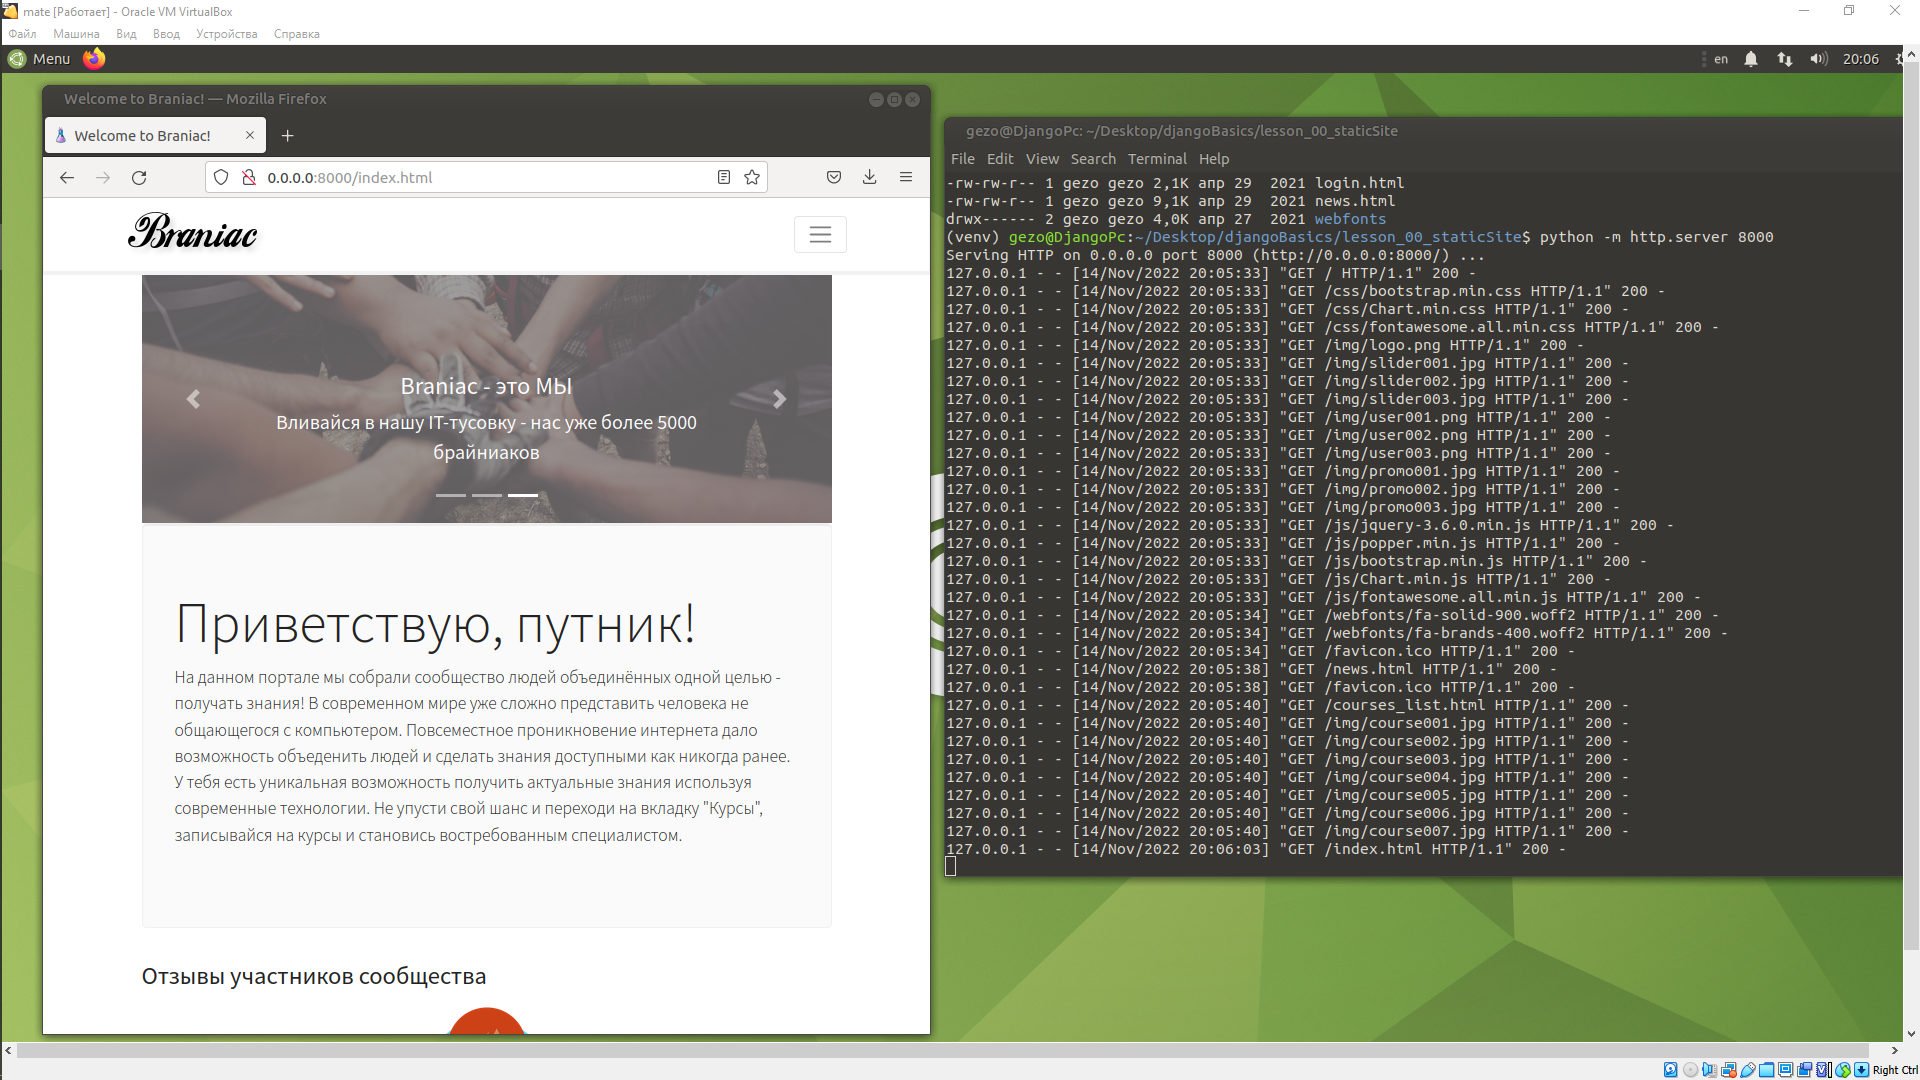 mate [Работает] - Oracle VM VirtualBox
Файл Машина Вид Ввод Устройства Справка
Menu
en 20:06
Welcome to Braniac! — Mozilla Firefox
Welcome to Braniac!
0.0.0.0:8000/index.html
Braniac
Braniac - это МЫ
Вливайся в нашу IT-тусовку - нас уже более 5000
брайниаков
Приветствую, путник!
На данном портале мы собрали сообщество людей объединённых одной целью -
получать знания! В современном мире уже сложно представить человека не
общающегося с компьютером. Повсеместное проникновение интернета дало
возможность объеденить людей и сделать знания доступными как никогда ранее.
У тебя есть уникальная возможность получить актуальные знания используя
современные технологии. Не упусти свой шанс и переходи на вкладку "Курсы",
записывайся на курсы и становись востребованным специалистом.
Отзывы участников сообщества
gezo@DjangoPc: ~/Desktop/djangoBasics/lesson_00_staticSite
File Edit View Search Terminal Help
-rw-rw-r-- 1 gezo gezo 2,1K апр 29  2021 login.html
-rw-rw-r-- 1 gezo gezo 9,1K апр 29  2021 news.html
drwx------ 2 gezo gezo 4,0K апр 27  2021 webfonts
(venv) gezo@DjangoPc:~/Desktop/djangoBasics/lesson_00_staticSite$ python -m http.server 8000
Serving HTTP on 0.0.0.0 port 8000 (http://0.0.0.0:8000/) ...
127.0.0.1 - - [14/Nov/2022 20:05:33] "GET / HTTP/1.1" 200 -
127.0.0.1 - - [14/Nov/2022 20:05:33] "GET /css/bootstrap.min.css HTTP/1.1" 200 -
127.0.0.1 - - [14/Nov/2022 20:05:33] "GET /css/Chart.min.css HTTP/1.1" 200 -
127.0.0.1 - - [14/Nov/2022 20:05:33] "GET /css/fontawesome.all.min.css HTTP/1.1" 200 -
127.0.0.1 - - [14/Nov/2022 20:05:33] "GET /img/logo.png HTTP/1.1" 200 -
127.0.0.1 - - [14/Nov/2022 20:05:33] "GET /img/slider001.jpg HTTP/1.1" 200 -
127.0.0.1 - - [14/Nov/2022 20:05:33] "GET /img/slider002.jpg HTTP/1.1" 200 -
127.0.0.1 - - [14/Nov/2022 20:05:33] "GET /img/slider003.jpg HTTP/1.1" 200 -
127.0.0.1 - - [14/Nov/2022 20:05:33] "GET /img/user001.png HTTP/1.1" 200 -
127.0.0.1 - - [14/Nov/2022 20:05:33] "GET /img/user002.png HTTP/1.1" 200 -
127.0.0.1 - - [14/Nov/2022 20:05:33] "GET /img/user003.png HTTP/1.1" 200 -
127.0.0.1 - - [14/Nov/2022 20:05:33] "GET /img/promo001.jpg HTTP/1.1" 200 -
127.0.0.1 - - [14/Nov/2022 20:05:33] "GET /img/promo002.jpg HTTP/1.1" 200 -
127.0.0.1 - - [14/Nov/2022 20:05:33] "GET /img/promo003.jpg HTTP/1.1" 200 -
127.0.0.1 - - [14/Nov/2022 20:05:33] "GET /js/jquery-3.6.0.min.js HTTP/1.1" 200 -
127.0.0.1 - - [14/Nov/2022 20:05:33] "GET /js/popper.min.js HTTP/1.1" 200 -
127.0.0.1 - - [14/Nov/2022 20:05:33] "GET /js/bootstrap.min.js HTTP/1.1" 200 -
127.0.0.1 - - [14/Nov/2022 20:05:33] "GET /js/Chart.min.js HTTP/1.1" 200 -
127.0.0.1 - - [14/Nov/2022 20:05:33] "GET /js/fontawesome.all.min.js HTTP/1.1" 200 -
127.0.0.1 - - [14/Nov/2022 20:05:34] "GET /webfonts/fa-solid-900.woff2 HTTP/1.1" 200 -
127.0.0.1 - - [14/Nov/2022 20:05:34] "GET /webfonts/fa-brands-400.woff2 HTTP/1.1" 200 -
127.0.0.1 - - [14/Nov/2022 20:05:34] "GET /favicon.ico HTTP/1.1" 200 -
127.0.0.1 - - [14/Nov/2022 20:05:38] "GET /news.html HTTP/1.1" 200 -
127.0.0.1 - - [14/Nov/2022 20:05:38] "GET /favicon.ico HTTP/1.1" 200 -
127.0.0.1 - - [14/Nov/2022 20:05:40] "GET /courses_list.html HTTP/1.1" 200 -
127.0.0.1 - - [14/Nov/2022 20:05:40] "GET /img/course001.jpg HTTP/1.1" 200 -
127.0.0.1 - - [14/Nov/2022 20:05:40] "GET /img/course002.jpg HTTP/1.1" 200 -
127.0.0.1 - - [14/Nov/2022 20:05:40] "GET /img/course003.jpg HTTP/1.1" 200 -
127.0.0.1 - - [14/Nov/2022 20:05:40] "GET /img/course004.jpg HTTP/1.1" 200 -
127.0.0.1 - - [14/Nov/2022 20:05:40] "GET /img/course005.jpg HTTP/1.1" 200 -
127.0.0.1 - - [14/Nov/2022 20:05:40] "GET /img/course006.jpg HTTP/1.1" 200 -
127.0.0.1 - - [14/Nov/2022 20:05:40] "GET /img/course007.jpg HTTP/1.1" 200 -
127.0.0.1 - - [14/Nov/2022 20:06:03] "GET /index.html HTTP/1.1" 200 -
Right Ctrl